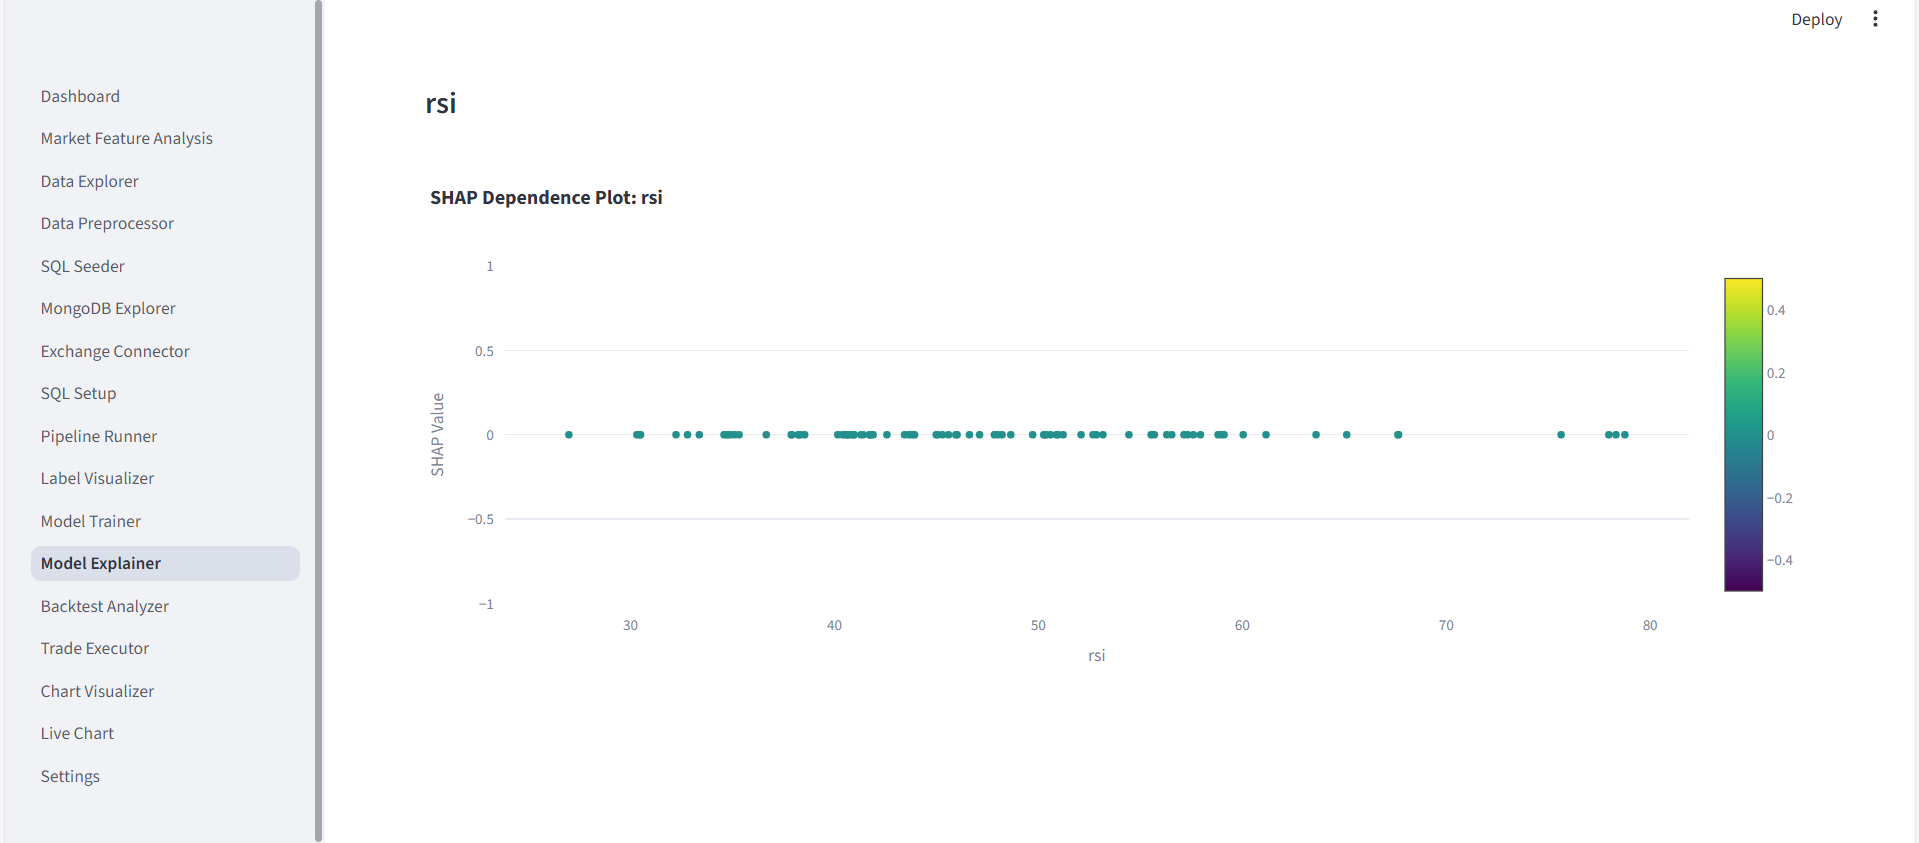 Deploy
Dashboard
Market Feature Analysis
Data Explorer
Data Preprocessor
SQL Seeder
MongoDB Explorer
Exchange Connector
SQL Setup
Pipeline Runner
Label Visualizer
Model Trainer
Model Explainer
Backtest Analyzer
Trade Executor
Chart Visualizer
Live Chart
Settings
rsi
SHAP Dependence Plot: rsi
SHAP Value
1
0.5
0
−0.5
−1
30
40
50
60
70
80
rsi
0.4
0.2
0
−0.2
−0.4